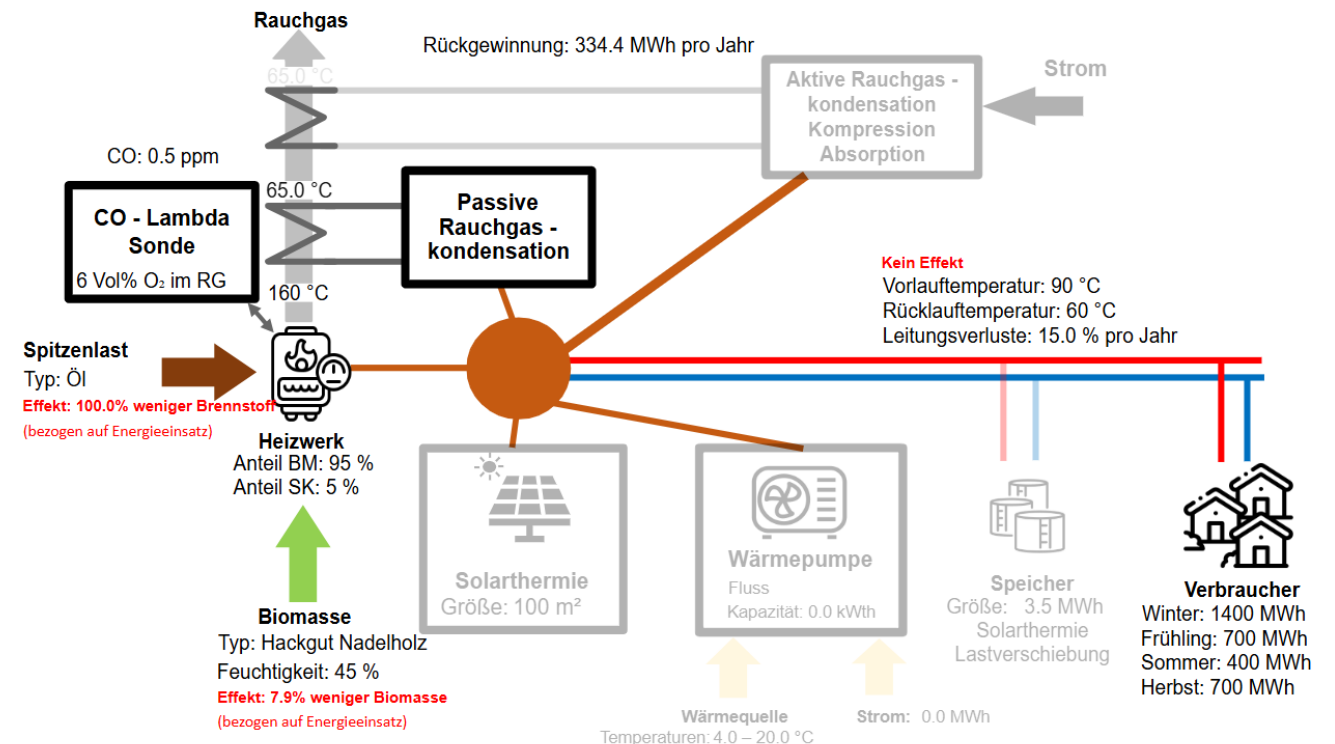 Rauchgas
Rückgewinnung: 334.4 MWh pro Jahr
65.0 °C
Aktive Rauchgas -
kondensation
Kompression
Absorption
Strom
CO: 0.5 ppm
CO - Lambda
Sonde
6 Vol% O₂ im RG
65.0 °C
160 °C
Passive
Rauchgas -
kondensation
Kein Effekt
Vorlauftemperatur: 90 °C
Rücklauftemperatur: 60 °C
Leitungsverluste: 15.0 % pro Jahr
Spitzenlast
Typ: Öl
Effekt: 100.0% weniger Brennstoff
(bezogen auf Energieeinsatz)
Heizwerk
Anteil BM: 95 %
Anteil SK: 5 %
Biomasse
Typ: Hackgut Nadelholz
Feuchtigkeit: 45 %
Effekt: 7.9% weniger Biomasse
(bezogen auf Energieeinsatz)
Solarthermie
Größe: 100 m²
Wärmepumpe
Fluss
Kapazität: 0.0 kWth
Wärmequelle
Temperaturen: 4.0 – 20.0 °C
Strom: 0.0 MWh
Speicher
Größe: 3.5 MWh
Solarthermie
Lastverschiebung
Verbraucher
Winter: 1400 MWh
Frühling: 700 MWh
Sommer: 400 MWh
Herbst: 700 MWh